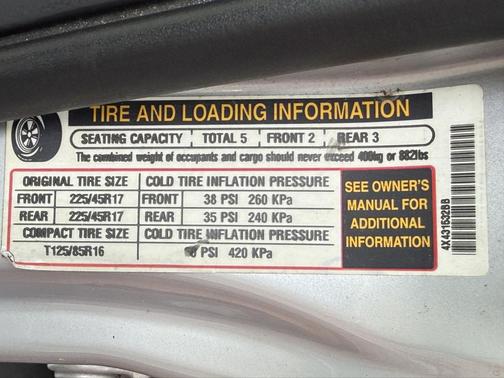 TIRE AND LOADING INFORMATION
SEATING CAPACITY TOTAL 5 FRONT 2 REAR 3
The combined weight of occupants and cargo should never exceed 400kg or 882lbs
ORIGINAL TIRE SIZE COLD TIRE INFLATION PRESSURE
FRONT 225/45R17 FRONT 38 PSI 260 KPa
REAR 225/45R17 REAR 35 PSI 240 KPa
COMPACT TIRE SIZE COLD TIRE INFLATION PRESSURE
T125/85R16 PSI 420 KPa
SEE OWNER'S
MANUAL FOR
ADDITIONAL
INFORMATION
4X431632BB